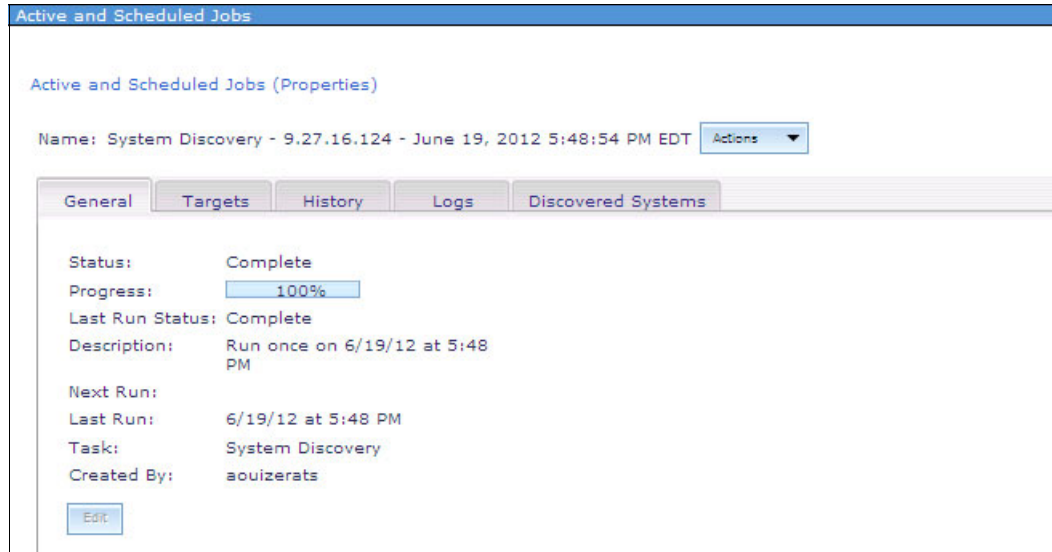 Active and Scheduled Jobs
Active and Scheduled Jobs (Properties)
Name: System Discovery - 9.27.16.124 - June 19, 2012 5:48:54 PM EDT Actions
General Targets History Logs Discovered Systems
Status: Complete
Progress: 100%
Last Run Status: Complete
Description: Run once on 6/19/12 at 5:48
PM
Next Run:
Last Run: 6/19/12 at 5:48 PM
Task: System Discovery
Created By: aouizerats
Edit